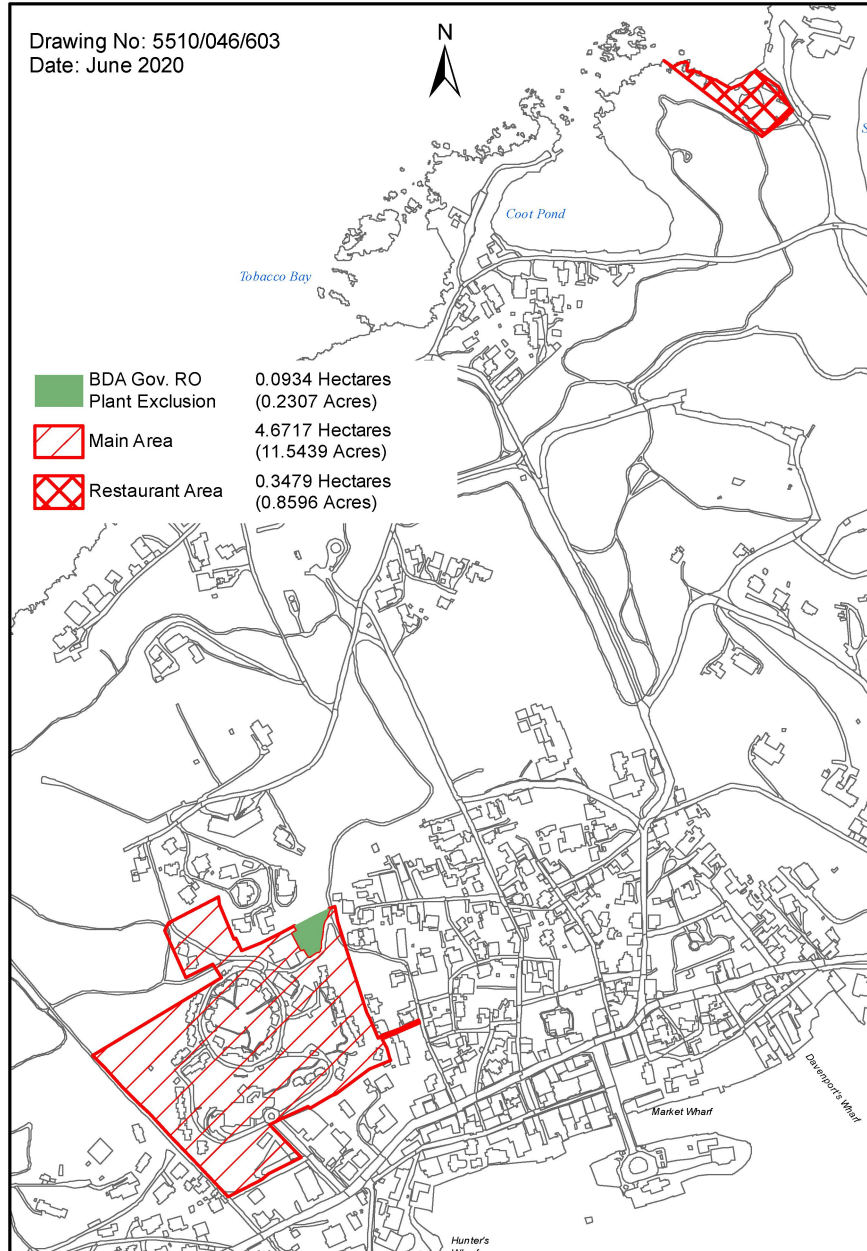 Drawing No: 5510/046/603
Date: June 2020
N
S
Coot Pond
Tobacco Bay
BDA Gov. RO
Plant Exclusion
0.0934 Hectares
(0.2307 Acres)
Main Area
4.6717 Hectares
(11.5439 Acres)
Restaurant Area
0.3479 Hectares
(0.8596 Acres)
Davenport's Wharf
Market Wharf
Hunter's